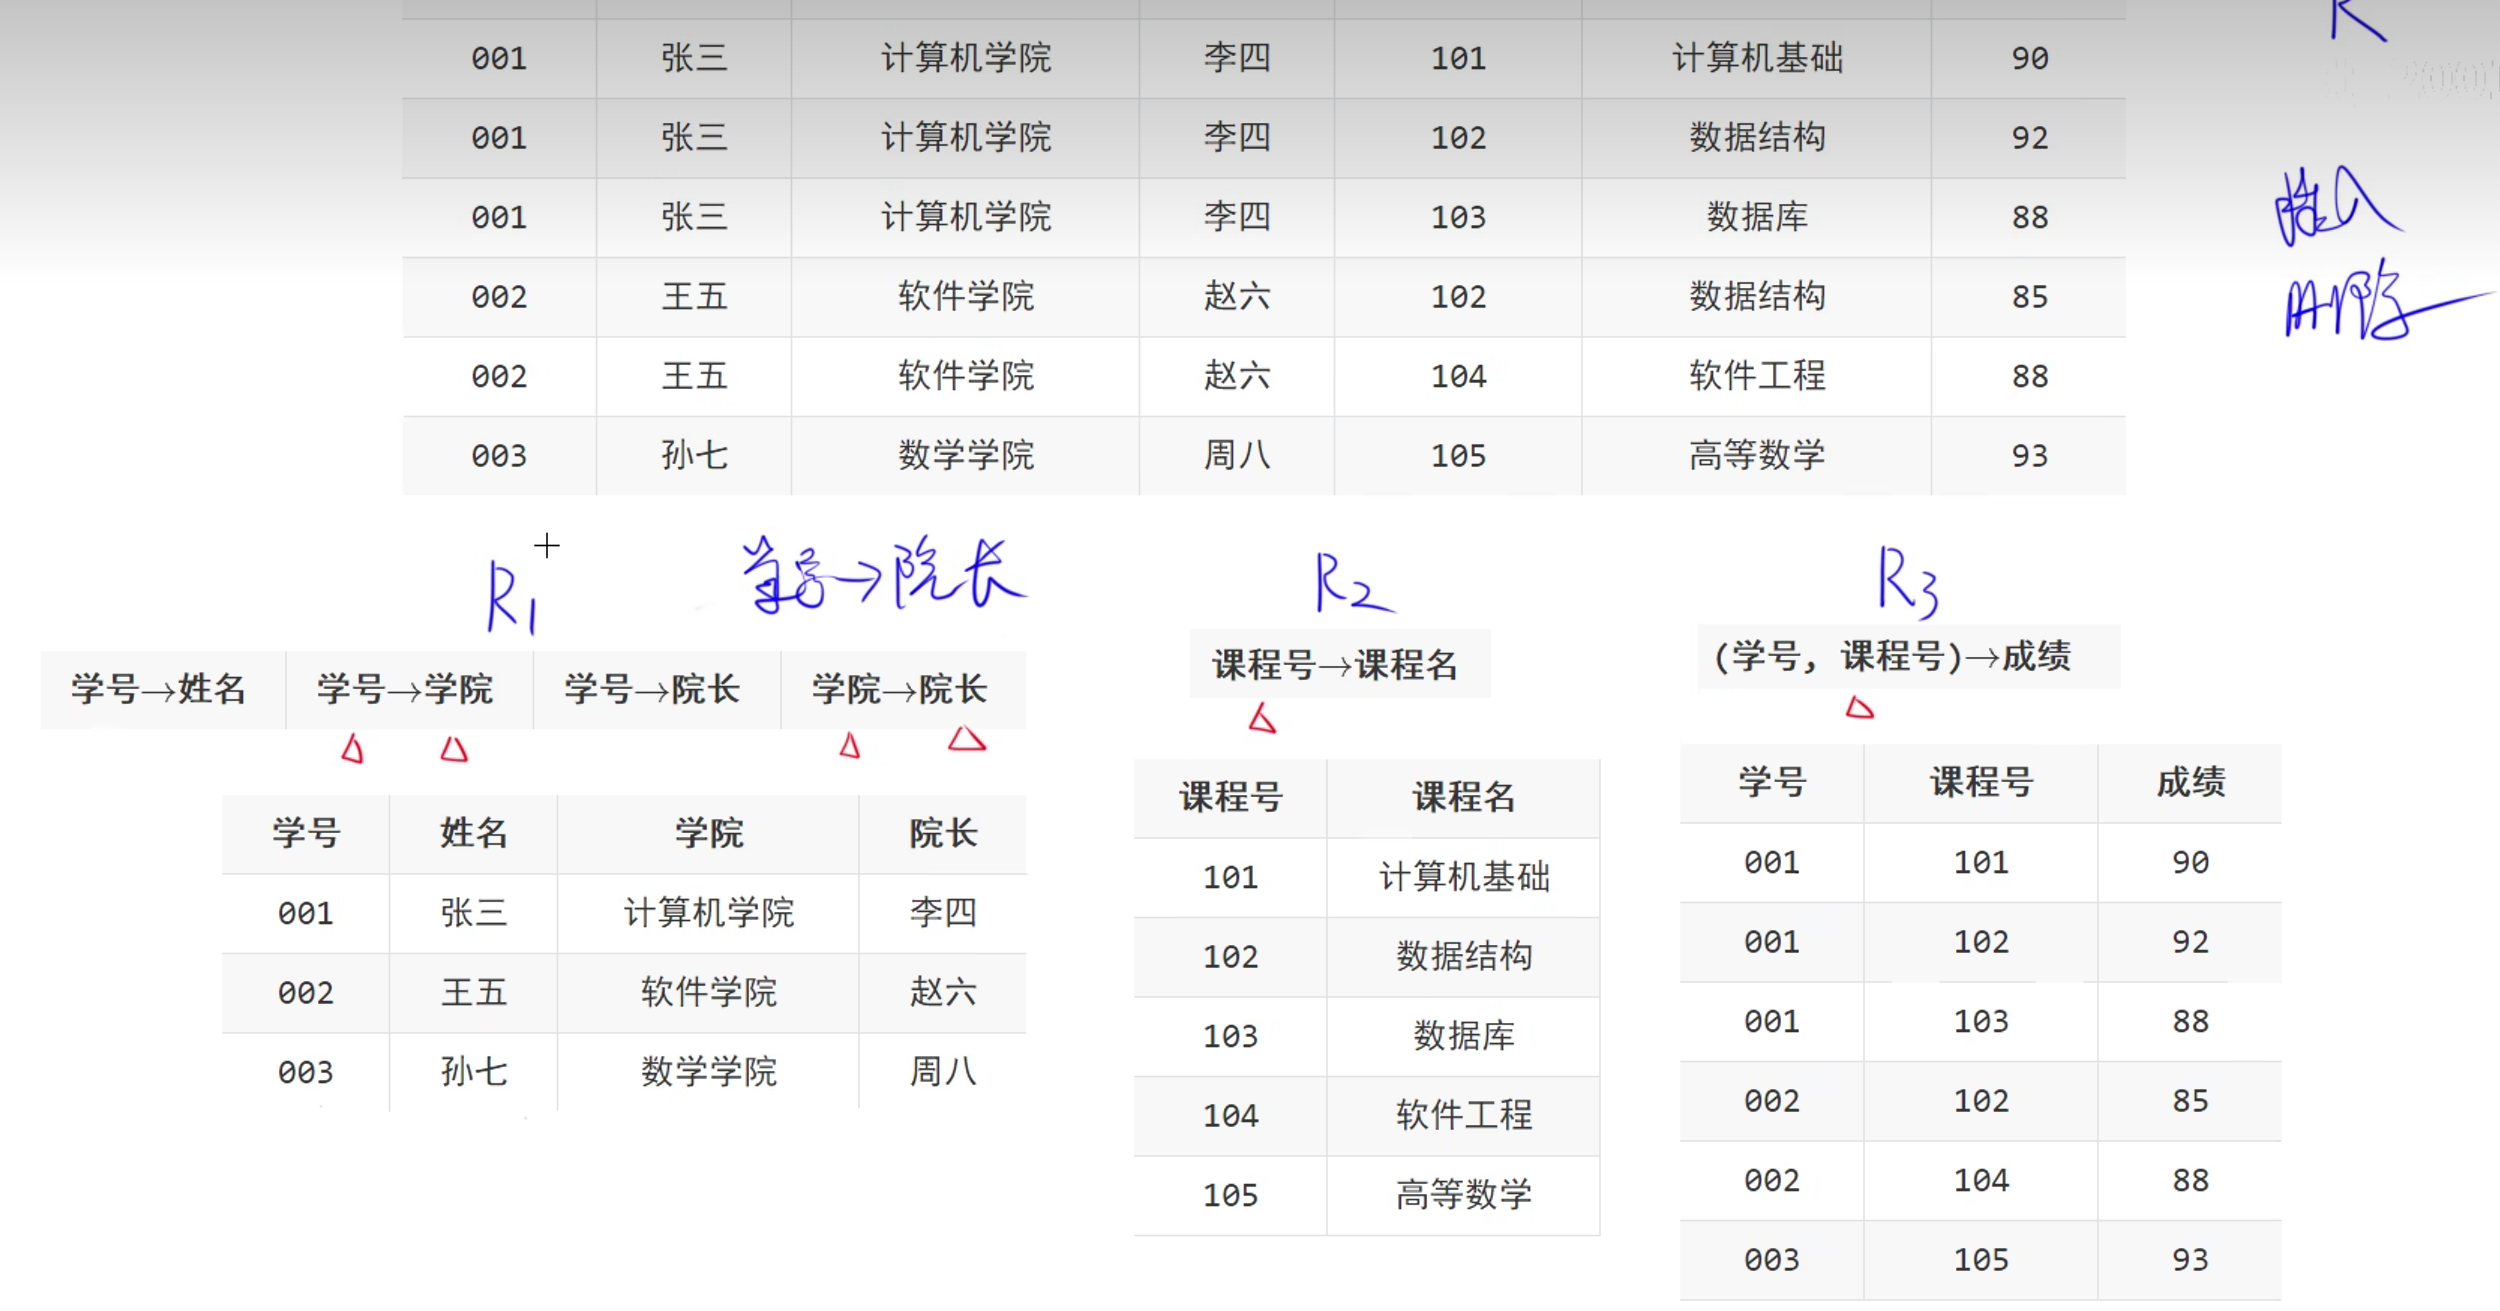 R
001 张三 计算机学院 李四 101 计算机基础 90
001 张三 计算机学院 李四 102 数据结构 92
001 张三 计算机学院 李四 103 数据库 88
002 王五 软件学院 赵六 102 数据结构 85
002 王五 软件学院 赵六 104 软件工程 88
003 孙七 数学学院 周八 105 高等数学 93
R1 学号→院长 R2 R3
学号→姓名 学号→学院 学号→院长 学院→院长
课程号→课程名
(学号, 课程号)→成绩
学号 姓名 学院 院长
001 张三 计算机学院 李四
002 王五 软件学院 赵六
003 孙七 数学学院 周八
课程号 课程名
101 计算机基础
102 数据结构
103 数据库
104 软件工程
105 高等数学
学号 课程号 成绩
001 101 90
001 102 92
001 103 88
002 102 85
002 104 88
003 105 93